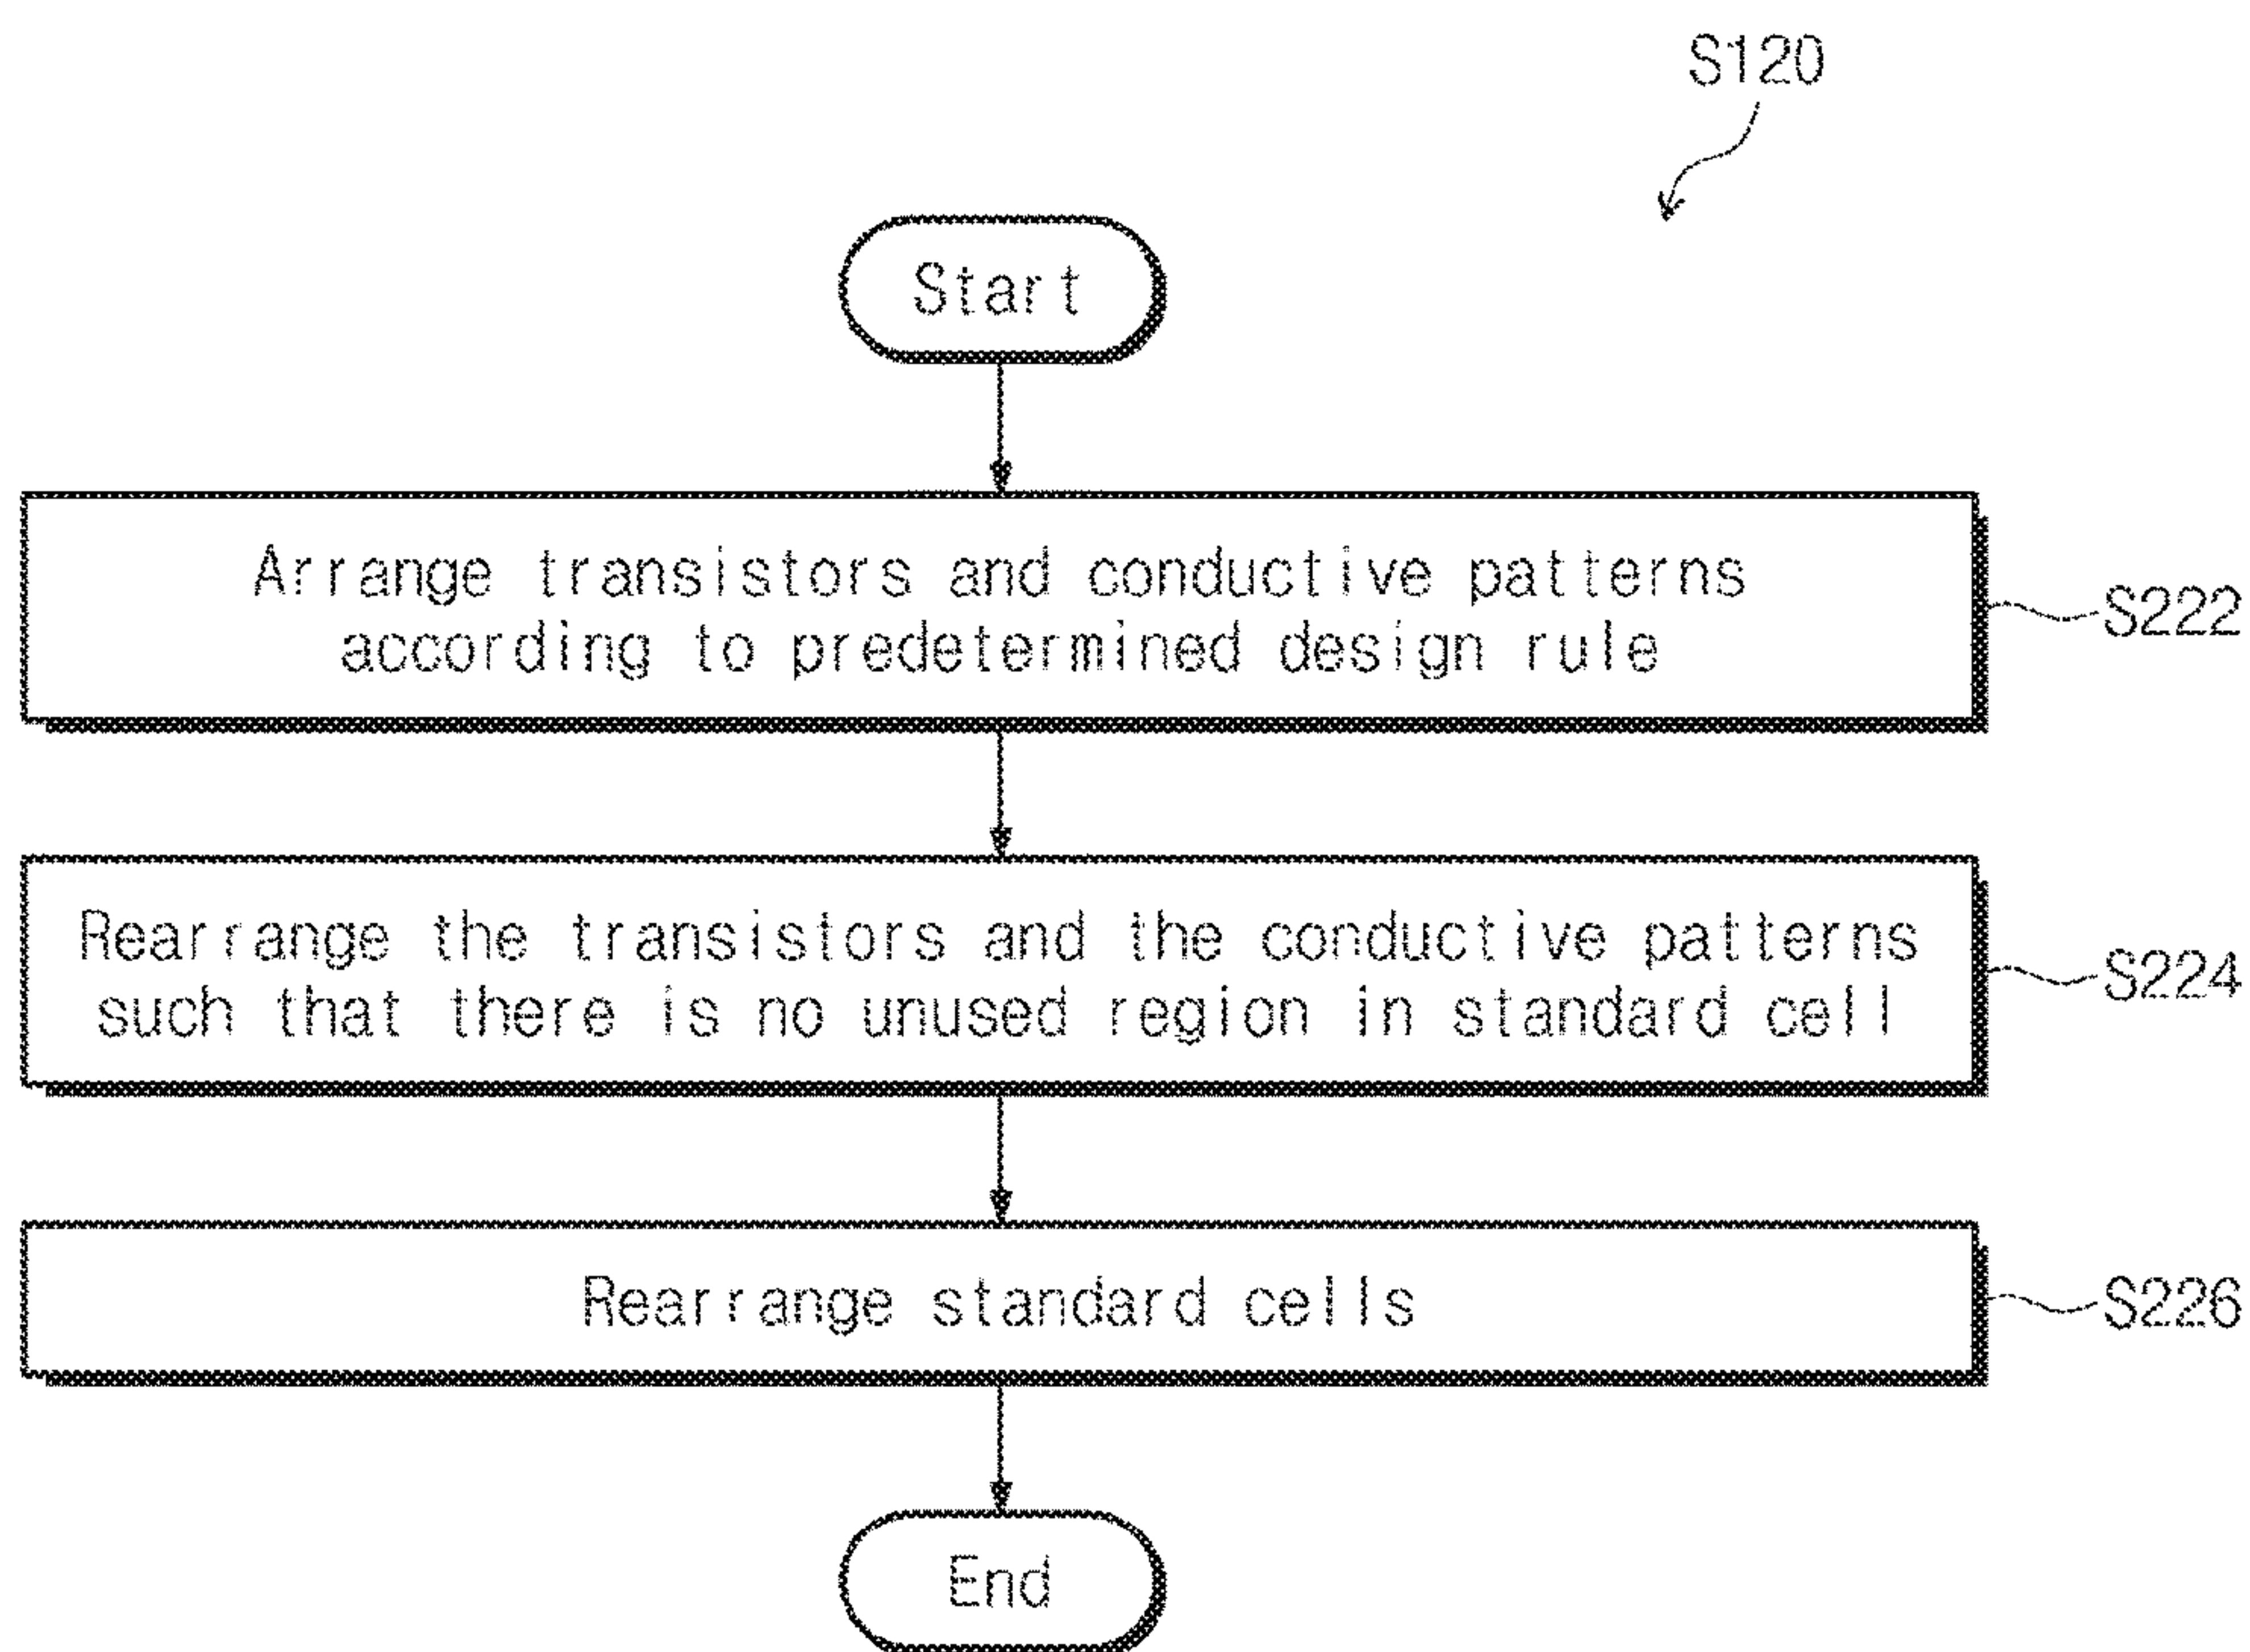 S120
Start
Arrange transistors and conductive patterns
according to predetermined design rule
S222
Rearrange the transistors and the conductive patterns
such that there is no unused region in standard cell
S224
Rearrange standard cells
S226
End